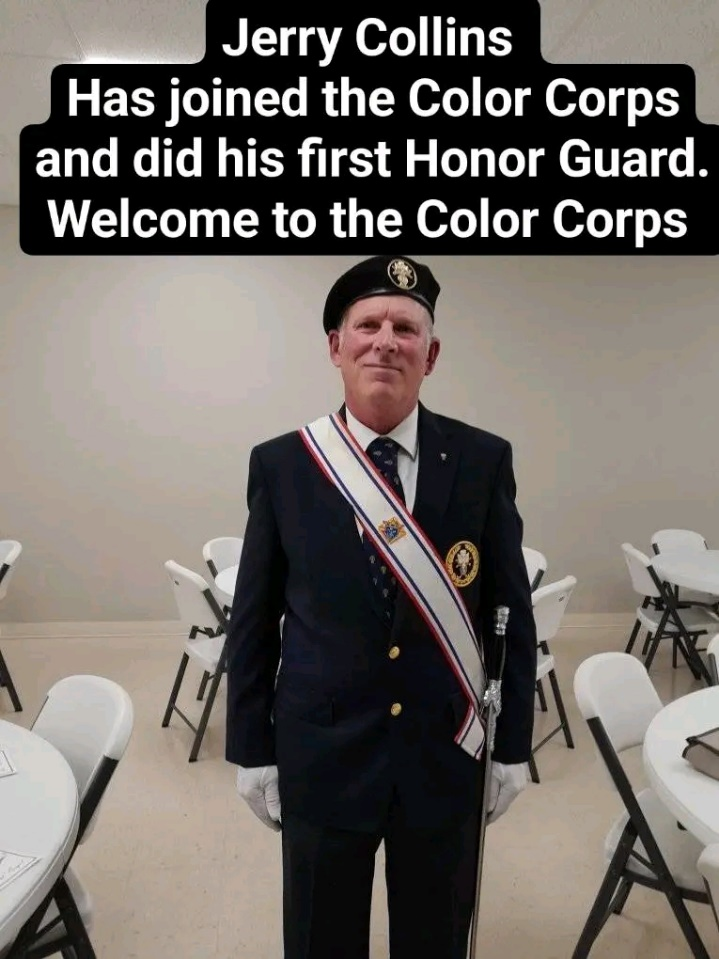 Jerry Collins
Has joined the Color Corps
and did his first Honor Guard.
Welcome to the Color Corps